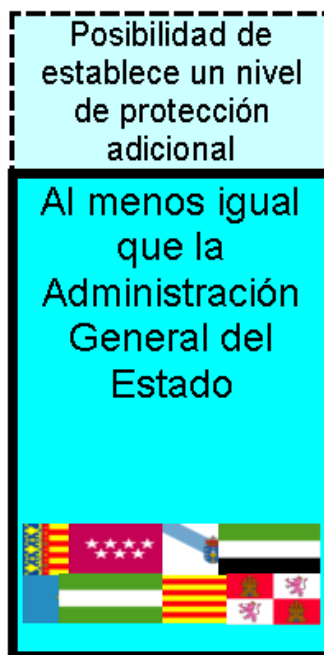 Posibilidad de
establece un nivel
de protección
adicional
Al menos igual
que la
Administración
General del
Estado